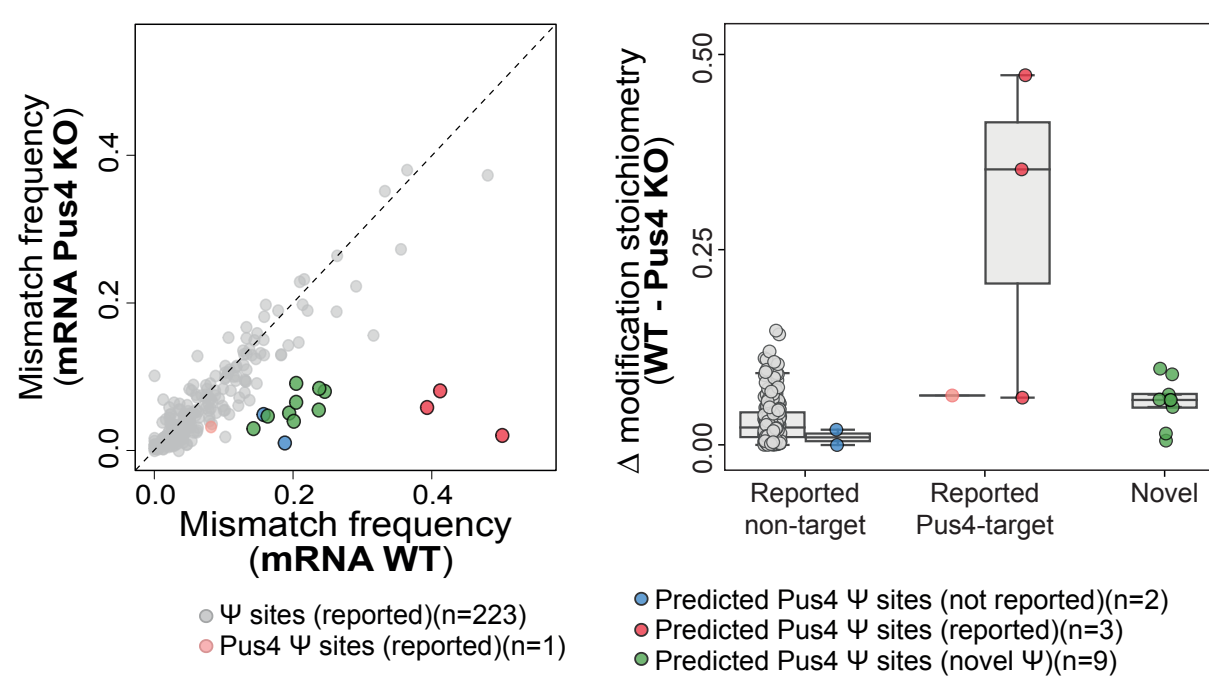 Mismatch frequency
(mRNA Pus4 KO)
0.4
0.2
0.0
0.0 0.2 0.4
Mismatch frequency
(mRNA WT)
Ψ sites (reported)(n=223)
Pus4 Ψ sites (reported)(n=1)
Δ modification stoichiometry
(WT - Pus4 KO)
0.50
0.25
0.00
Reported
non-target
Reported
Pus4-target
Novel
Predicted Pus4 Ψ sites (not reported)(n=2)
Predicted Pus4 Ψ sites (reported)(n=3)
Predicted Pus4 Ψ sites (novel Ψ)(n=9)